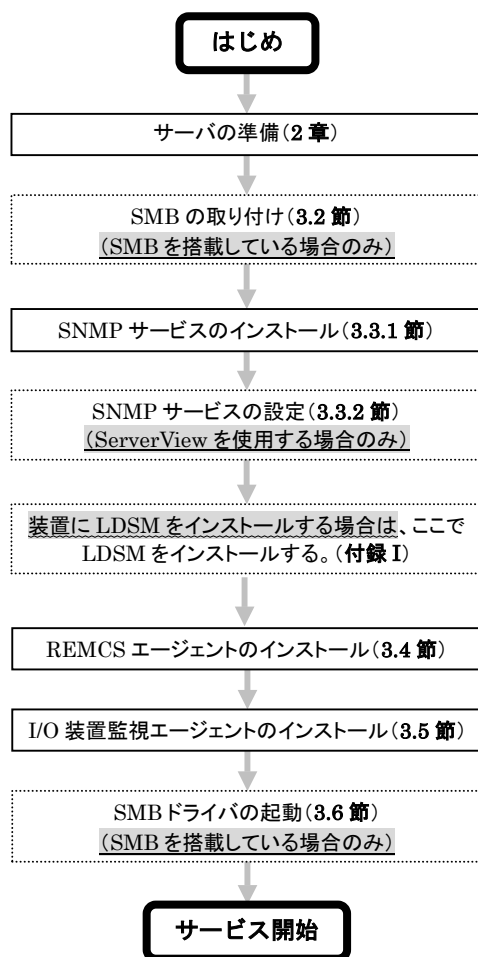 はじめ
サーバの準備(2 章)
SMB の取り付け(3.2 節)
(SMB を搭載している場合のみ)
SNMP サービスのインストール(3.3.1 節)
SNMP サービスの設定(3.3.2 節)
(ServerView を使用する場合のみ)
装置に LDSM をインストールする場合は、ここで
LDSM をインストールする。(付録 I)
REMCS エージェントのインストール(3.4 節)
I/O 装置監視エージェントのインストール(3.5 節)
SMB ドライバの起動(3.6 節)
(SMB を搭載している場合のみ)
サービス開始